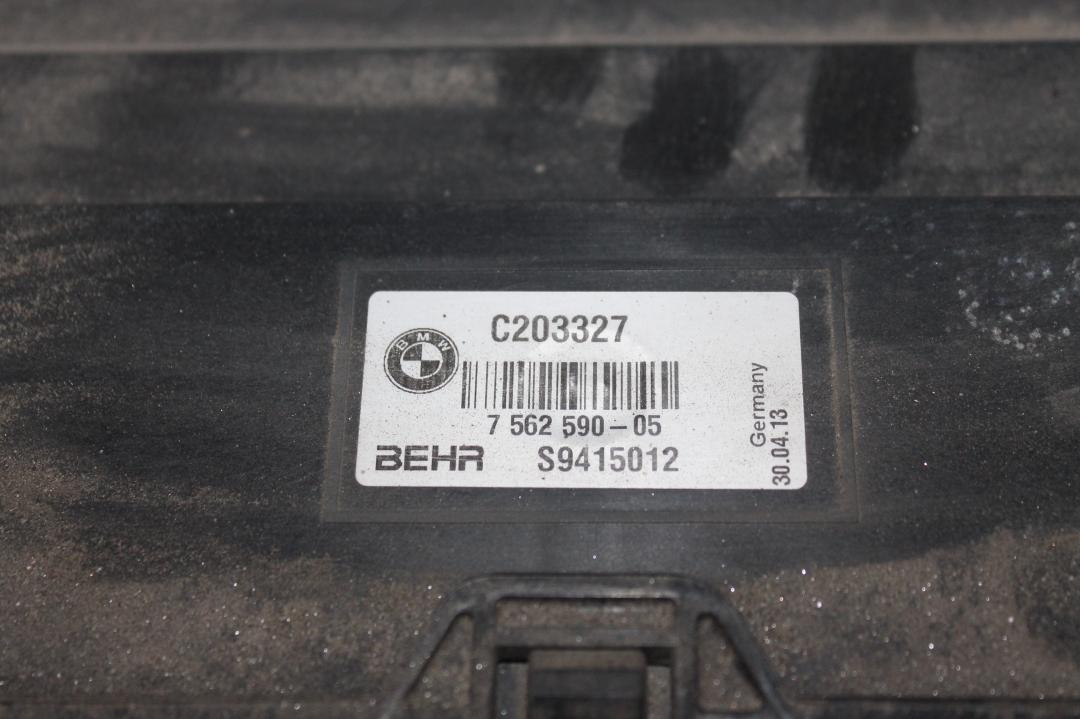 C203327
BMW
7 562 590-05
BEHR S9415012
Germany
30.04.13